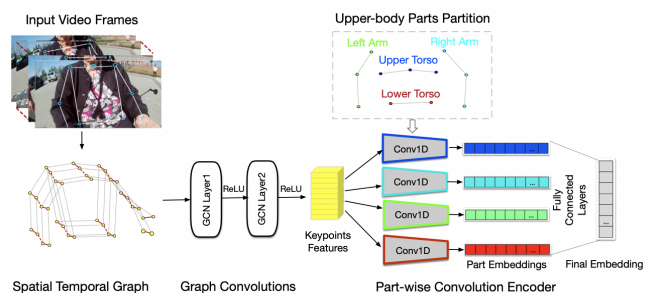 Input Video Frames
Upper-body Parts Partition
Left Arm
Right Arm
Upper Torso
Lower Torso
GCN Layer1
ReLU
GCN Layer2
ReLU
Keypoints
Features
Conv1D
...
Conv1D
...
Conv1D
...
Conv1D
...
Part Embeddings
Fully
Connected
Layers
...
Final Embedding
Spatial Temporal Graph
Graph Convolutions
Part-wise Convolution Encoder